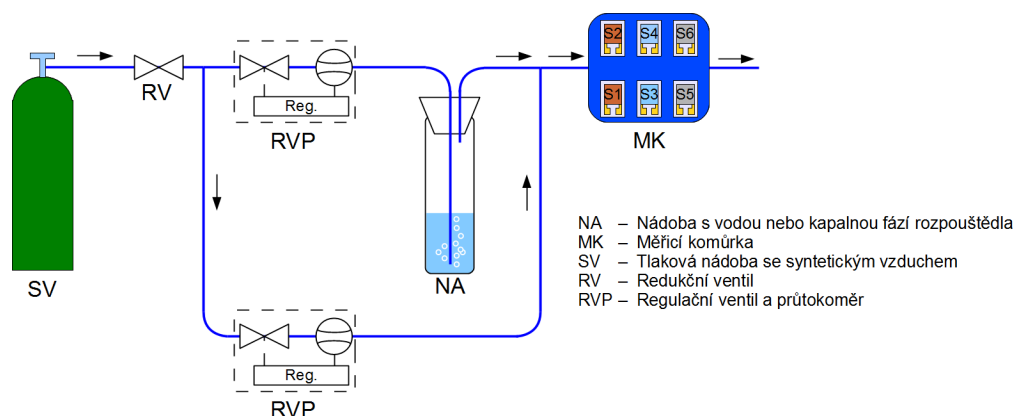 S2 S4 S6
S1 S3 S5
RV
Reg.
RVP
MK
SV
NA
Reg.
RVP
NA – Nádoba s vodou nebo kapalnou fází rozpouštědla
MK – Měřicí komůrka
SV – Tlaková nádoba se syntetickým vzduchem
RV – Redukční ventil
RVP – Regulační ventil a průtokoměr